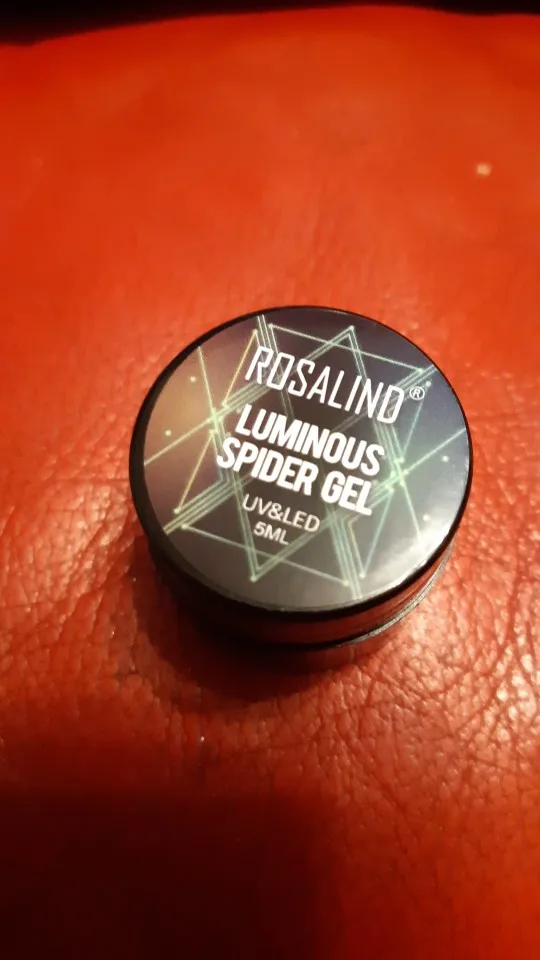 ROSALIND®
LUMINOUS
SPIDER GEL
UV&LED
5ML